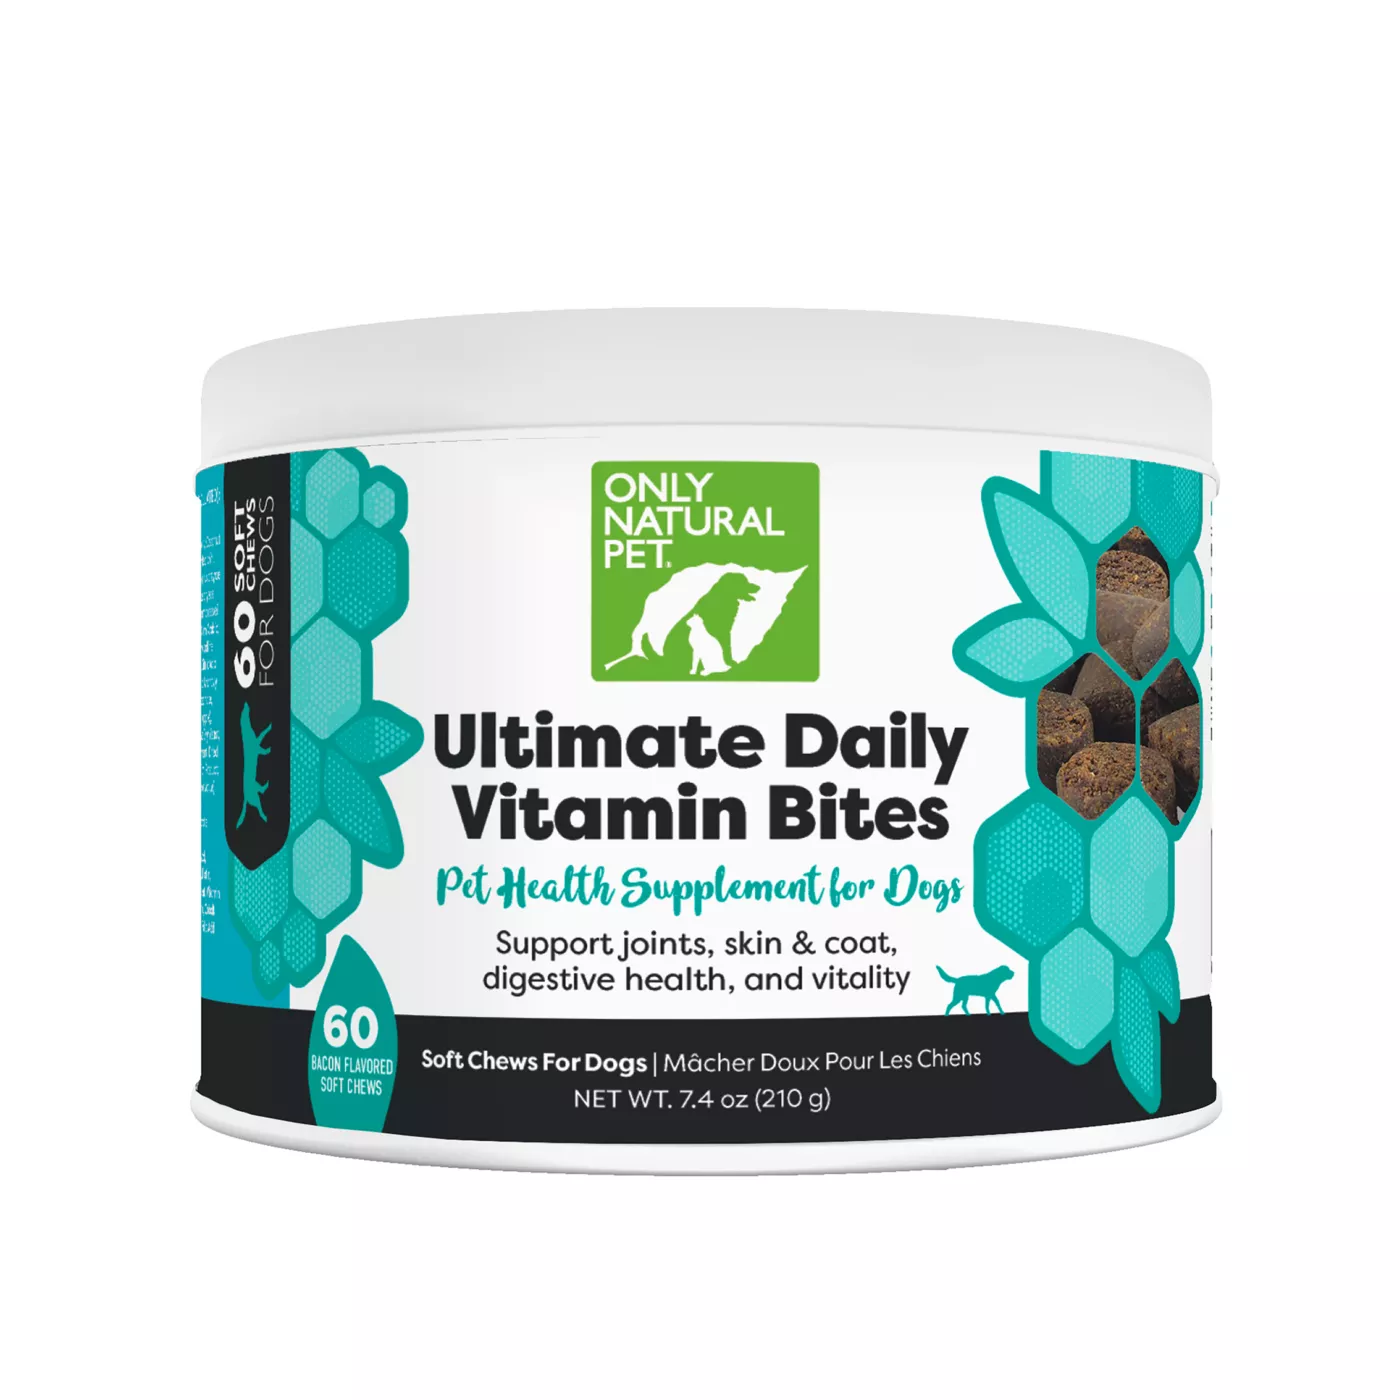 ONLY
NATURAL
PET®
Ultimate Daily
Vitamin Bites
Pet Health Supplement for Dogs
Support joints, skin & coat,
digestive health, and vitality
60 SOFT
CHEWS
FOR DOGS
60
BACON FLAVORED
SOFT CHEWS
Soft Chews For Dogs | Mâcher Doux Pour Les Chiens
NET WT. 7.4 oz (210 g)